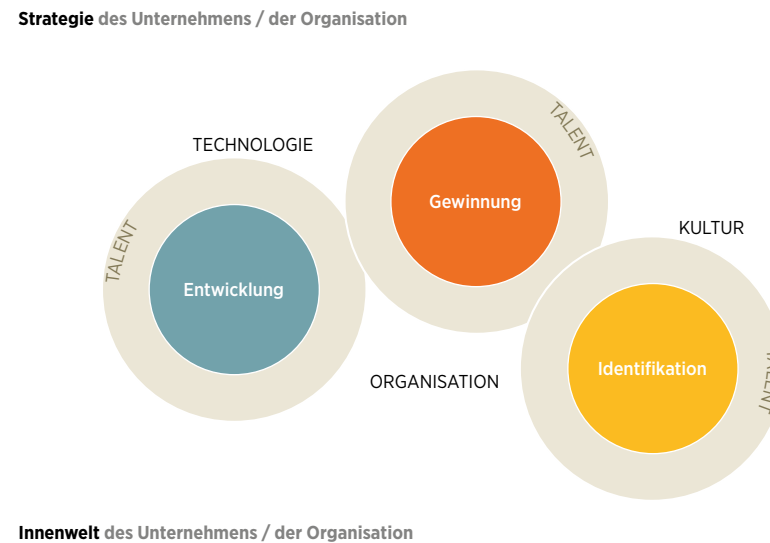 Strategie des Unternehmens / der Organisation
TALENT
TECHNOLOGIE
Gewinnung
KULTUR
TALENT
Entwicklung
Identifikation
ORGANISATION
Innenwelt des Unternehmens / der Organisation